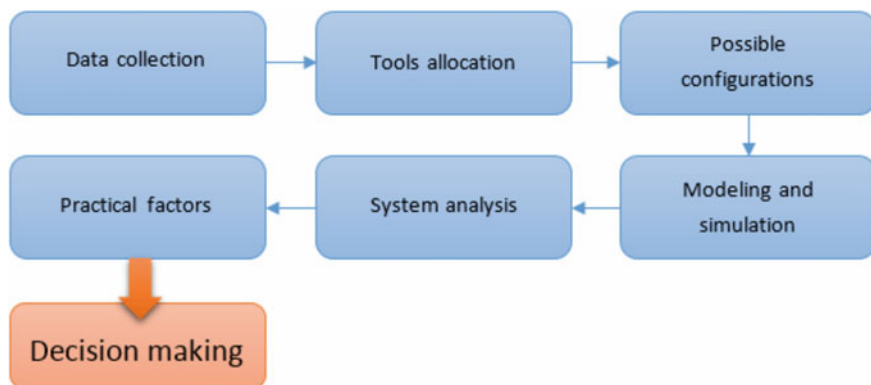 Data collection
Tools allocation
Possible
configurations
Modeling and
simulation
System analysis
Practical factors
Decision making